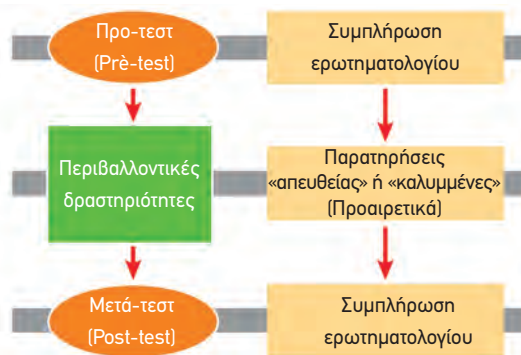 Προ-τεστ
(Prè-test)
Συμπλήρωση
ερωτηματολογίου
Περιβαλλοντικές
δραστηριότητες
Παρατηρήσεις
«απευθείας» ή «καλυμμένες»
(Προαιρετικά)
Μετά-τεστ
(Post-test)
Συμπλήρωση
ερωτηματολογίου